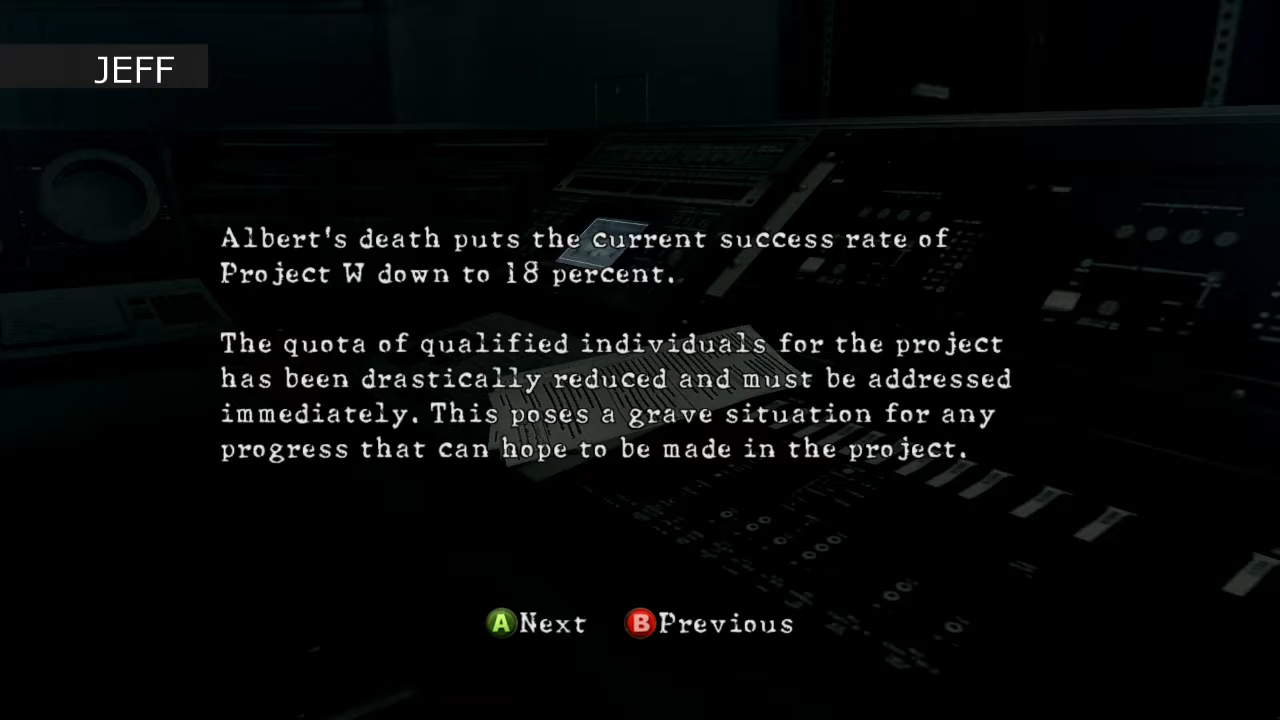 JEFF
Albert's death puts the current success rate of
Project W down to 18 percent.
The quota of qualified individuals for the project
has been drastically reduced and must be addressed
immediately. This poses a grave situation for any
progress that can hope to be made in the project.
A Next B Previous